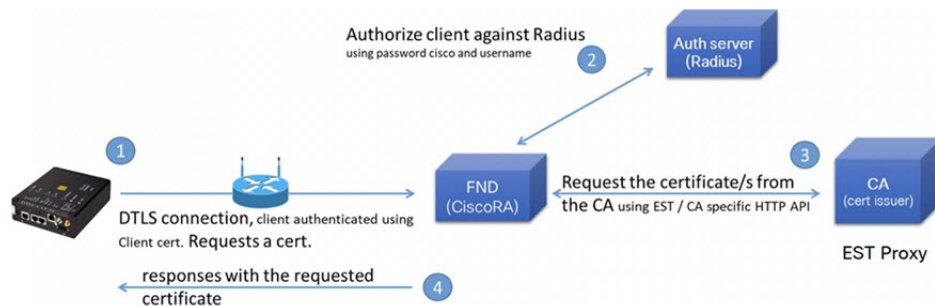 Authorize client against Radius
using password cisco and username
2
Auth server
(Radius)
1
3
FND
(CiscoRA)
Request the certificate/s from
the CA using EST / CA specific HTTP API
CA
(cert issuer)
DTLS connection, client authenticated using
Client cert. Requests a cert.
EST Proxy
responses with the requested
certificate
4